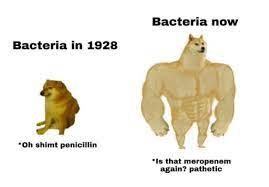 Bacteria now
Bacteria in 1928
*Oh shimt penicillin
*Is that meropenem
again? pathetic